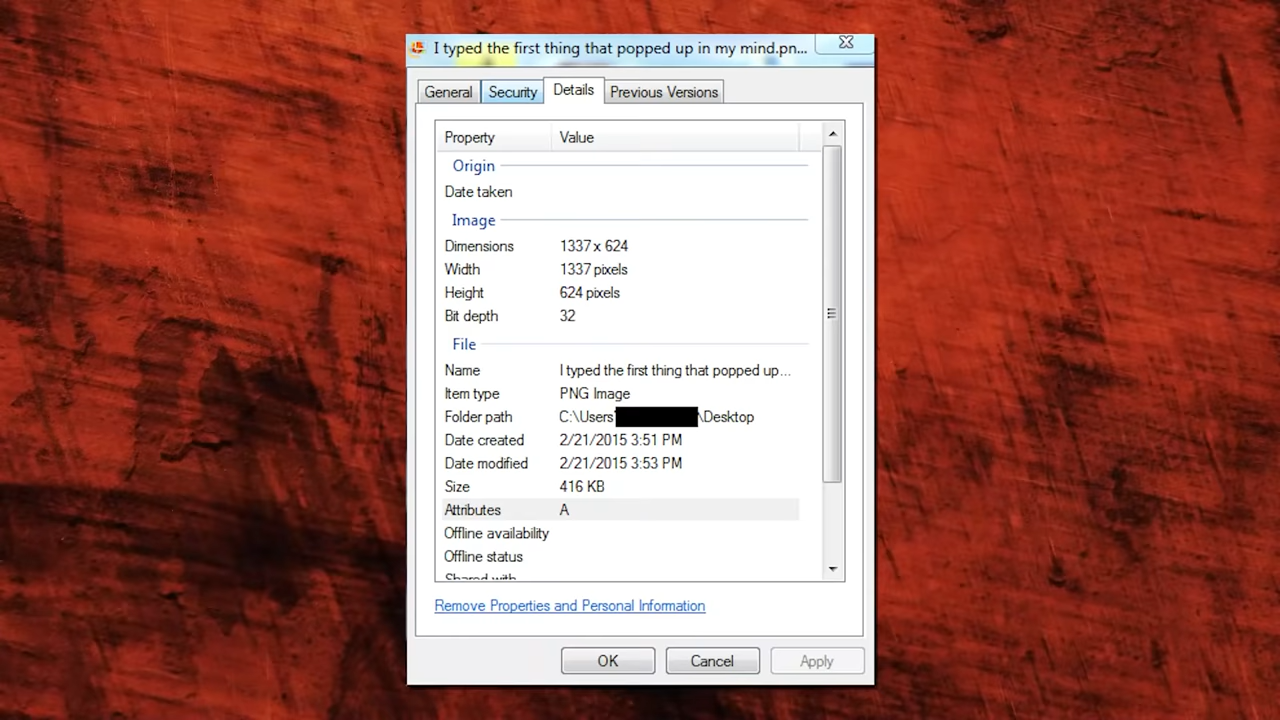 I typed the first thing that popped up in my mind.pn...
General Security Details Previous Versions
Property Value
Origin
Date taken
Image
Dimensions 1337 x 624
Width 1337 pixels
Height 624 pixels
Bit depth 32
File
Name I typed the first thing that popped up...
Item type PNG Image
Folder path C:\Users \Desktop
Date created 2/21/2015 3:51 PM
Date modified 2/21/2015 3:53 PM
Size 416 KB
Attributes A
Offline availability
Offline status
Shared with
Remove Properties and Personal Information
OK Cancel Apply